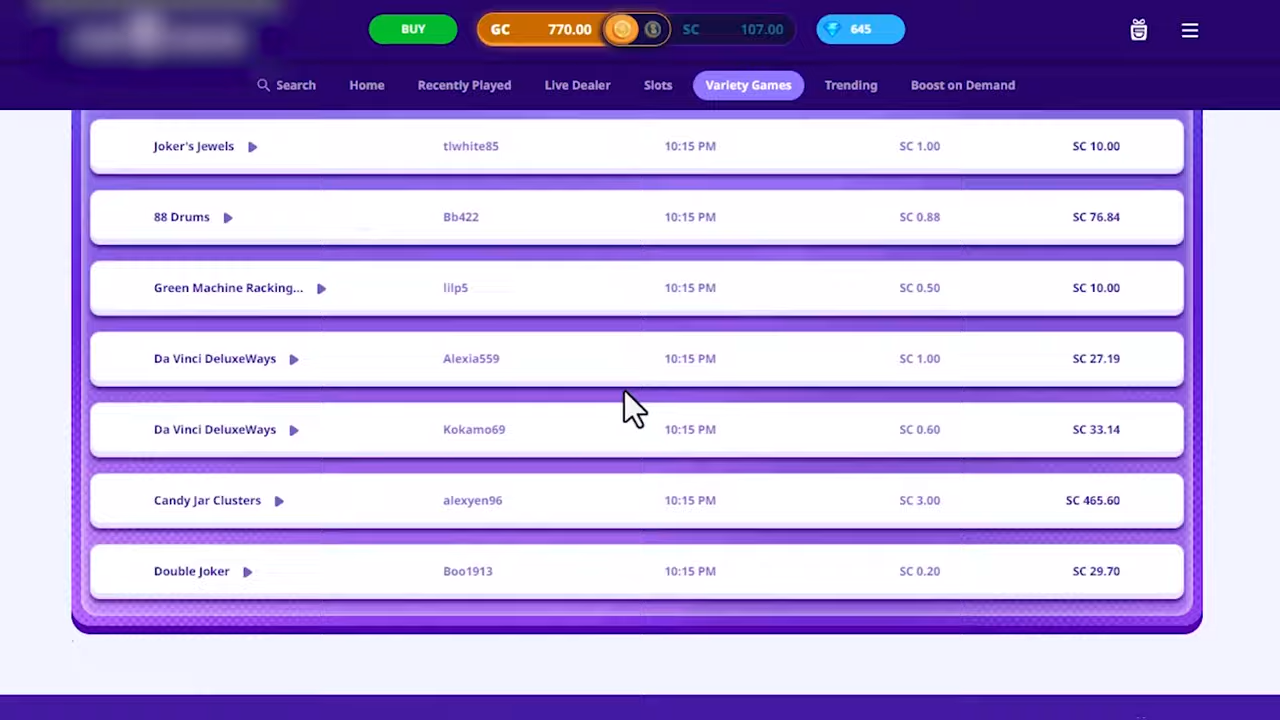 BUY GC 770.00 SC 107.00 645
Search Home Recently Played Live Dealer Slots Variety Games Trending Boost on Demand
Joker's Jewels tlwhite85 10:15 PM SC 1.00 SC 10.00
88 Drums Bb422 10:15 PM SC 0.88 SC 76.84
Green Machine Racking... lilp5 10:15 PM SC 0.50 SC 10.00
Da Vinci DeluxeWays Alexia559 10:15 PM SC 1.00 SC 27.19
Da Vinci DeluxeWays Kokamo69 10:15 PM SC 0.60 SC 33.14
Candy Jar Clusters alexyen96 10:15 PM SC 3.00 SC 465.60
Double Joker Boo1913 10:15 PM SC 0.20 SC 29.70